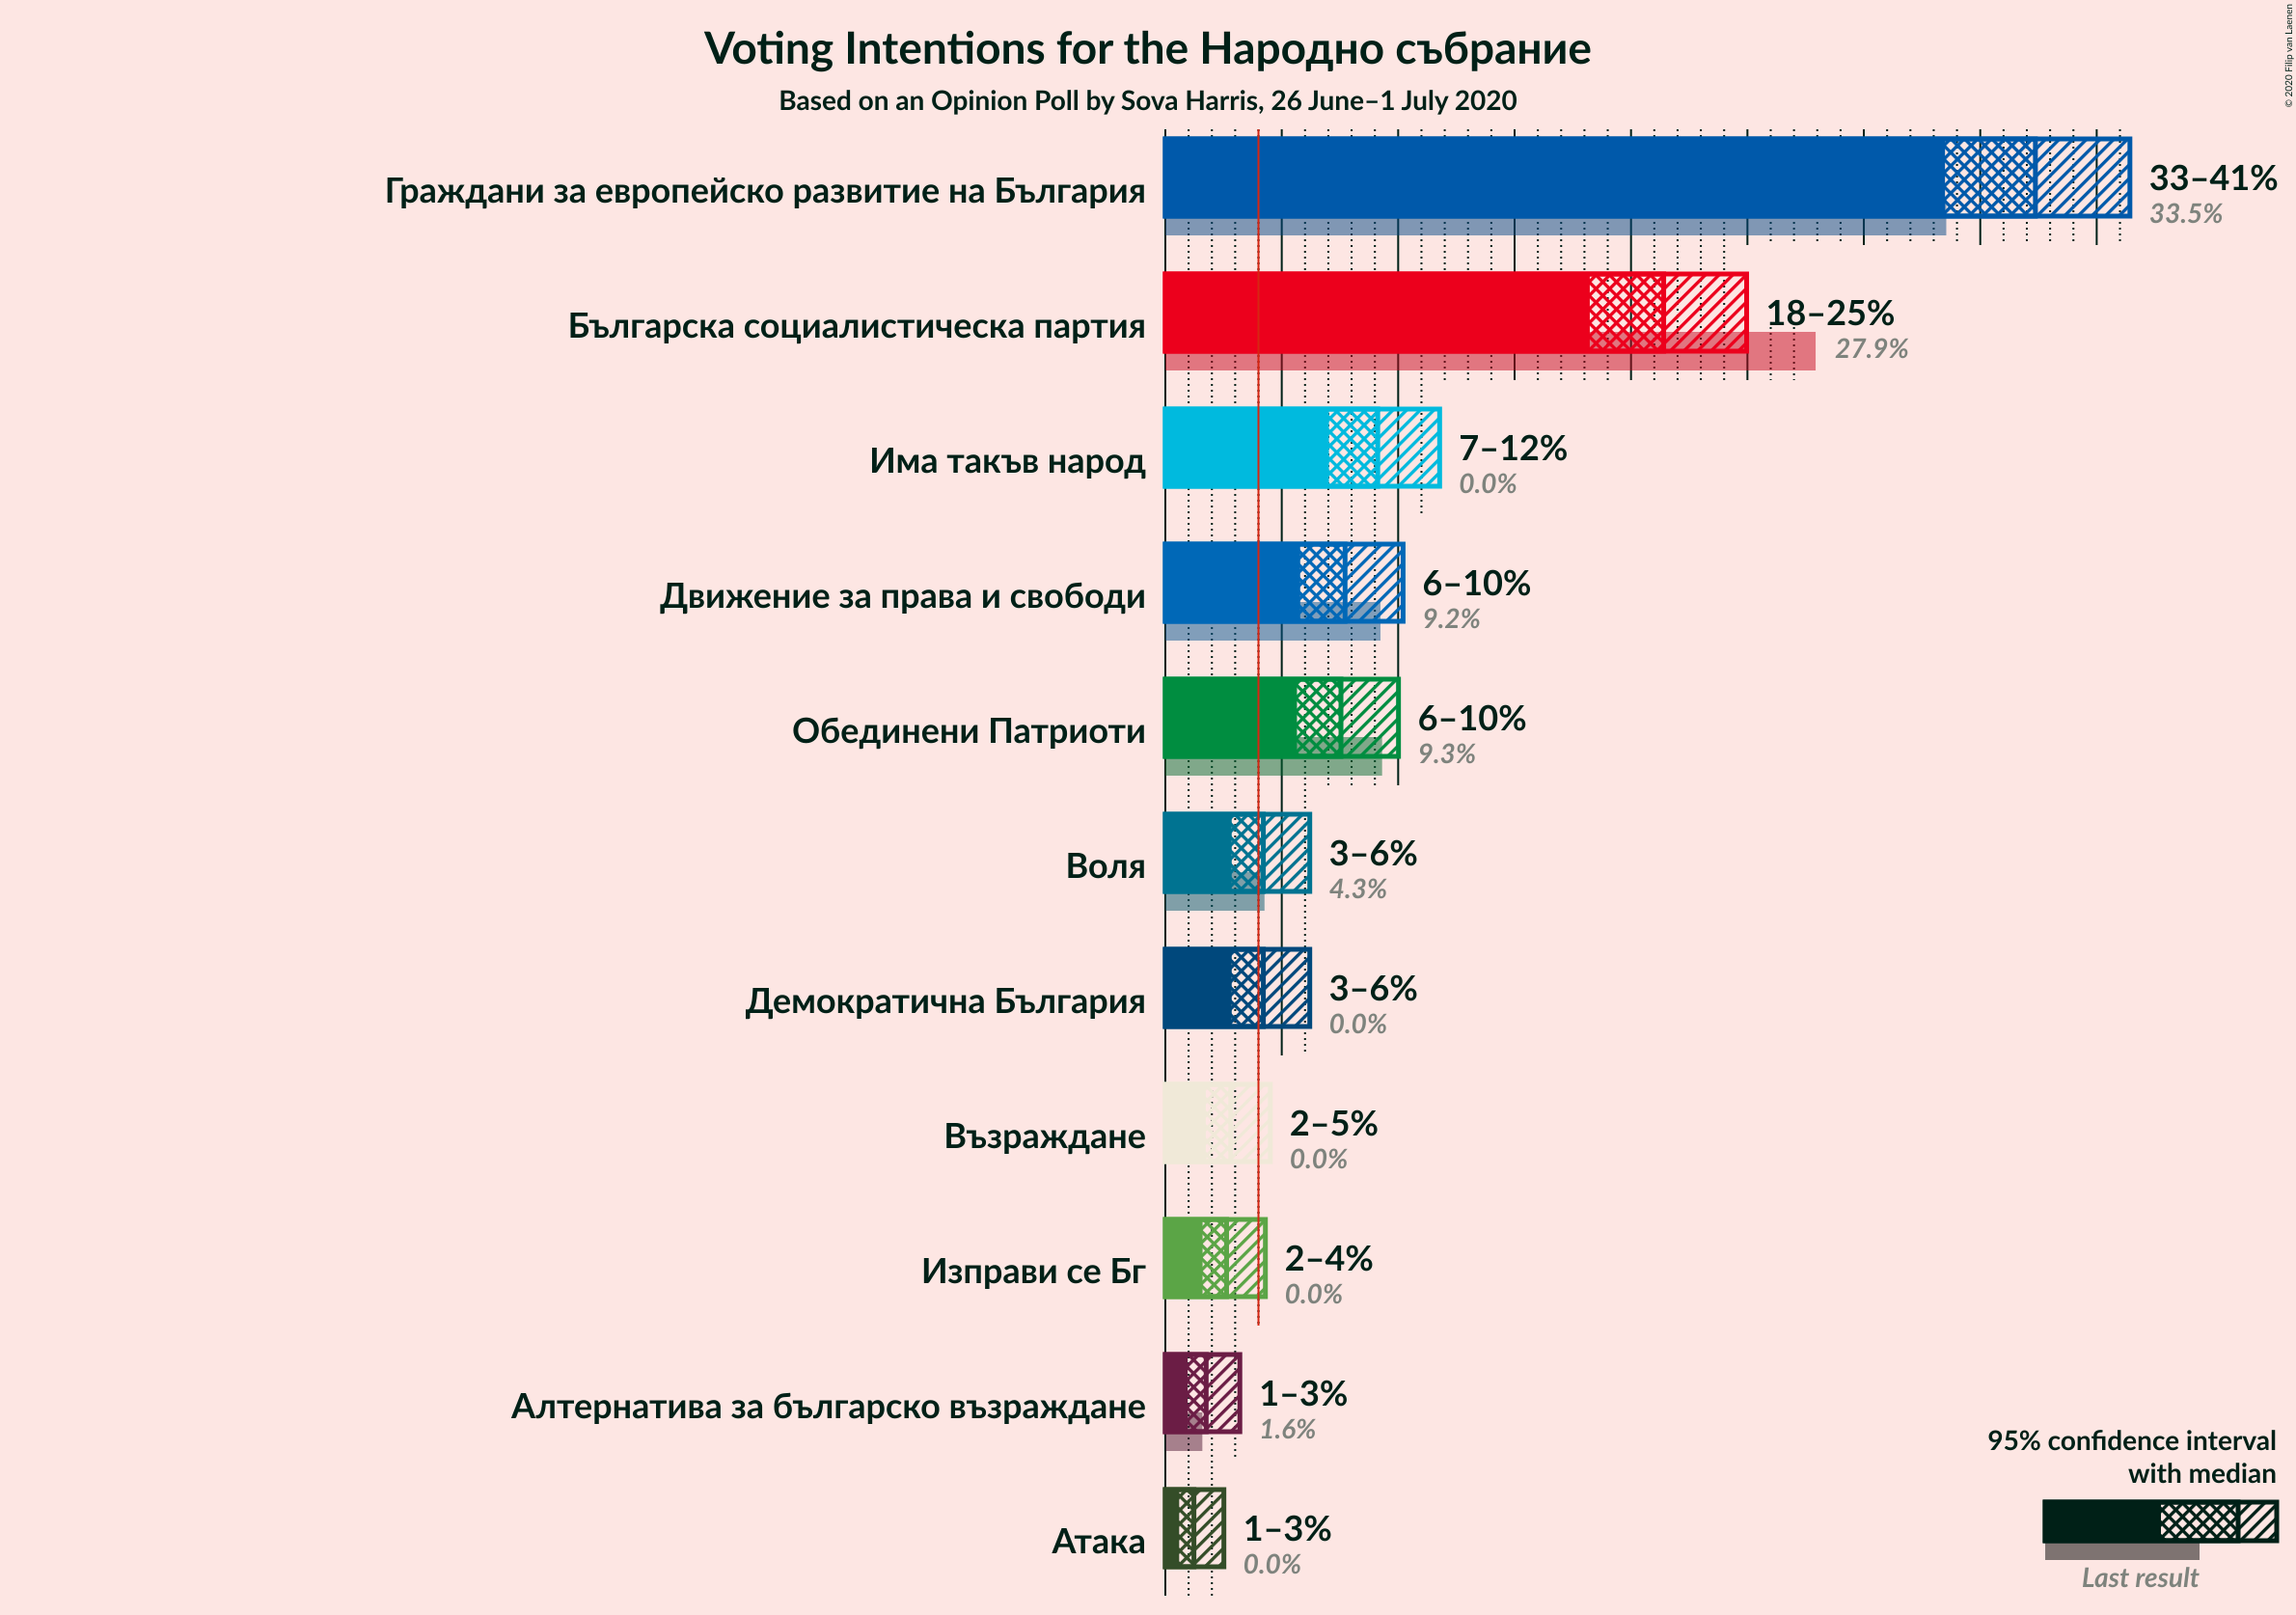 Voting Intentions for the Народно събрание
Based on an Opinion Poll by Sova Harris, 26 June–1 July 2020
© 2020 Filip van Laenen
Граждани за европейско развитие на България
33–41%
33.5%
Българска социалистическа партия
18–25%
27.9%
Има такъв народ
7–12%
0.0%
Движение за права и свободи
6–10%
9.2%
Обединени Патриоти
6–10%
9.3%
Воля
3–6%
4.3%
Демократична България
3–6%
0.0%
Възраждане
2–5%
0.0%
Изправи се Бг
2–4%
0.0%
Алтернатива за българско възраждане
1–3%
1.6%
Атака
1–3%
0.0%
95% confidence interval
with median
Last result